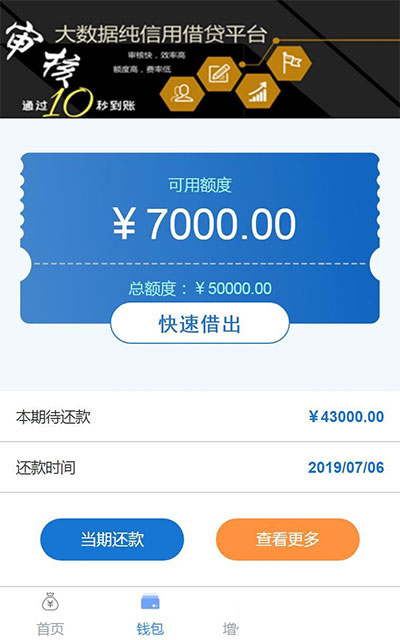 大数据纯信用借贷平台
审核
审核快，效率高
额度高，费率低
通过10秒到账
可用额度
￥7000.00
总额度：￥50000.00
快速借出
本期待还款 ￥43000.00
还款时间 2019/07/06
当期还款 查看更多
首页 钱包 增